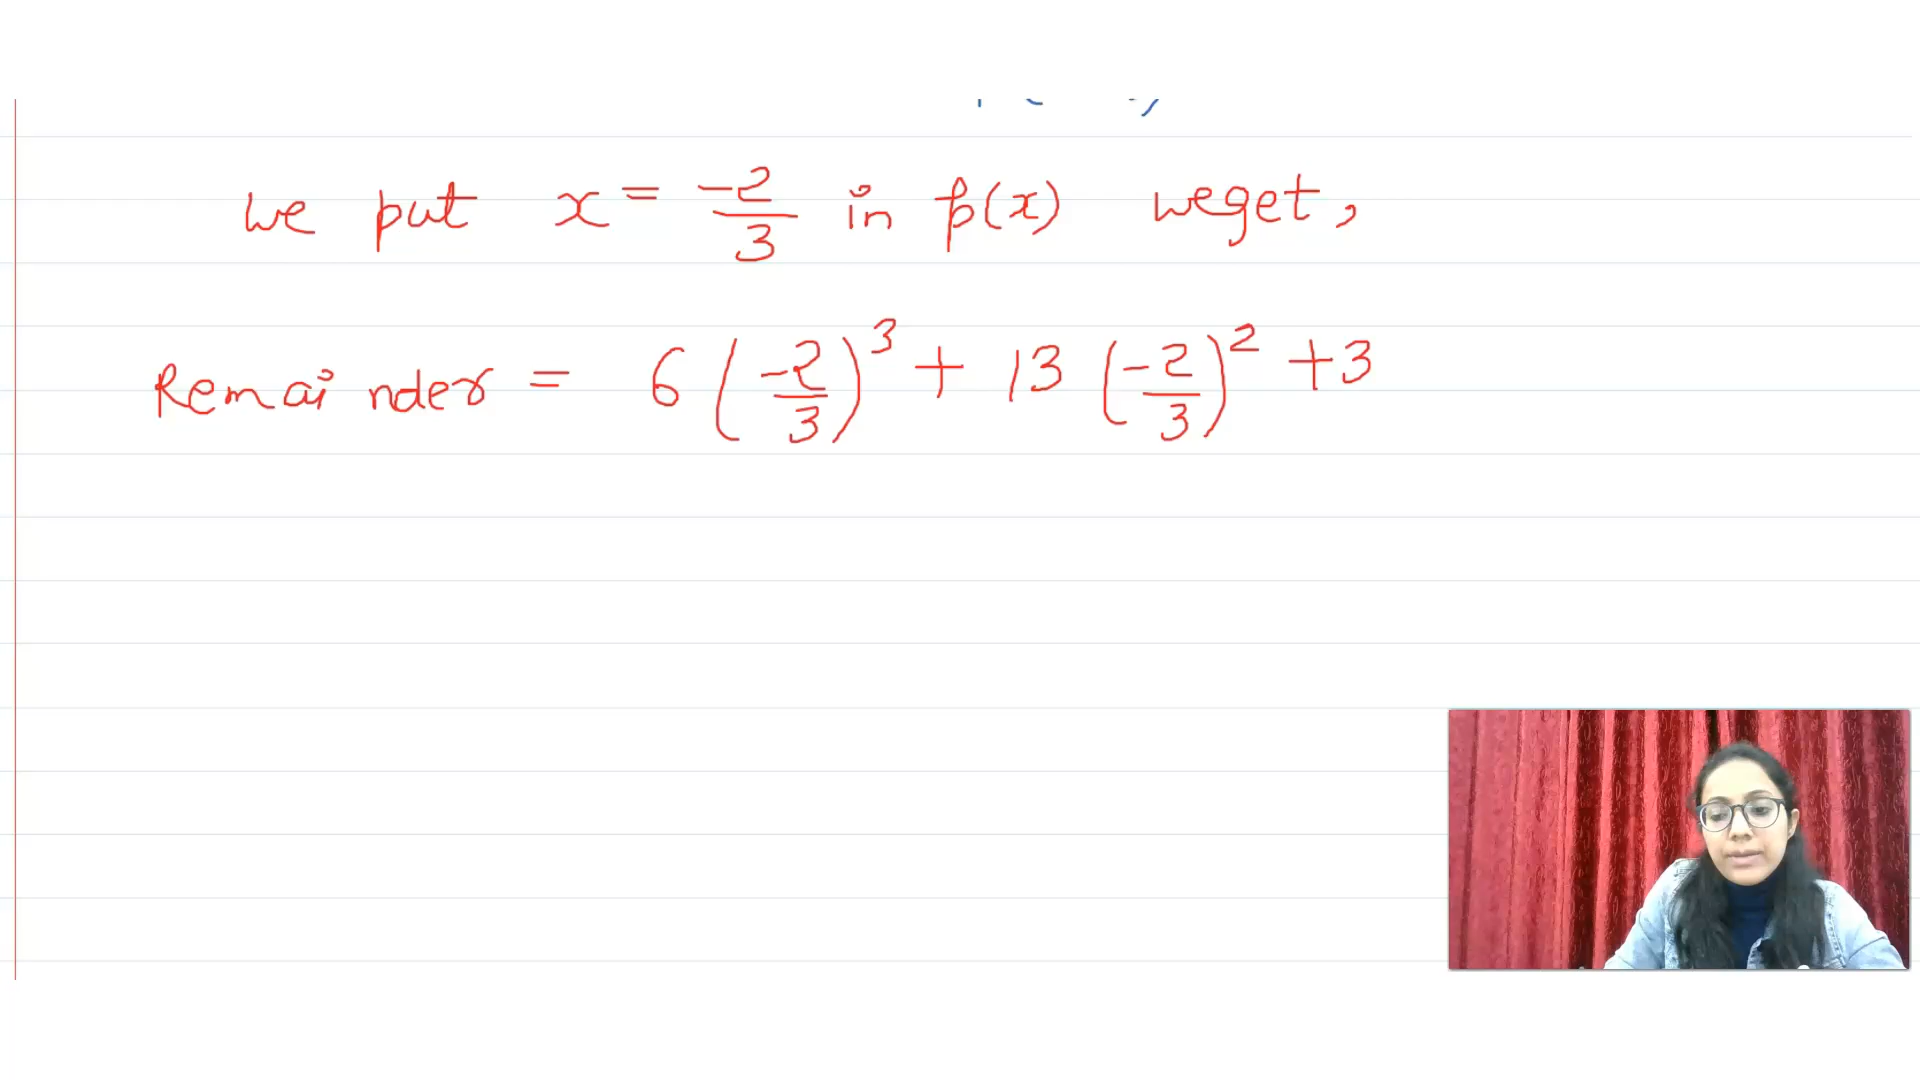 we put x = -2/3 in p(x) weget,
Remainder = 6(-2/3)^3 + 13(-2/3)^2 +3